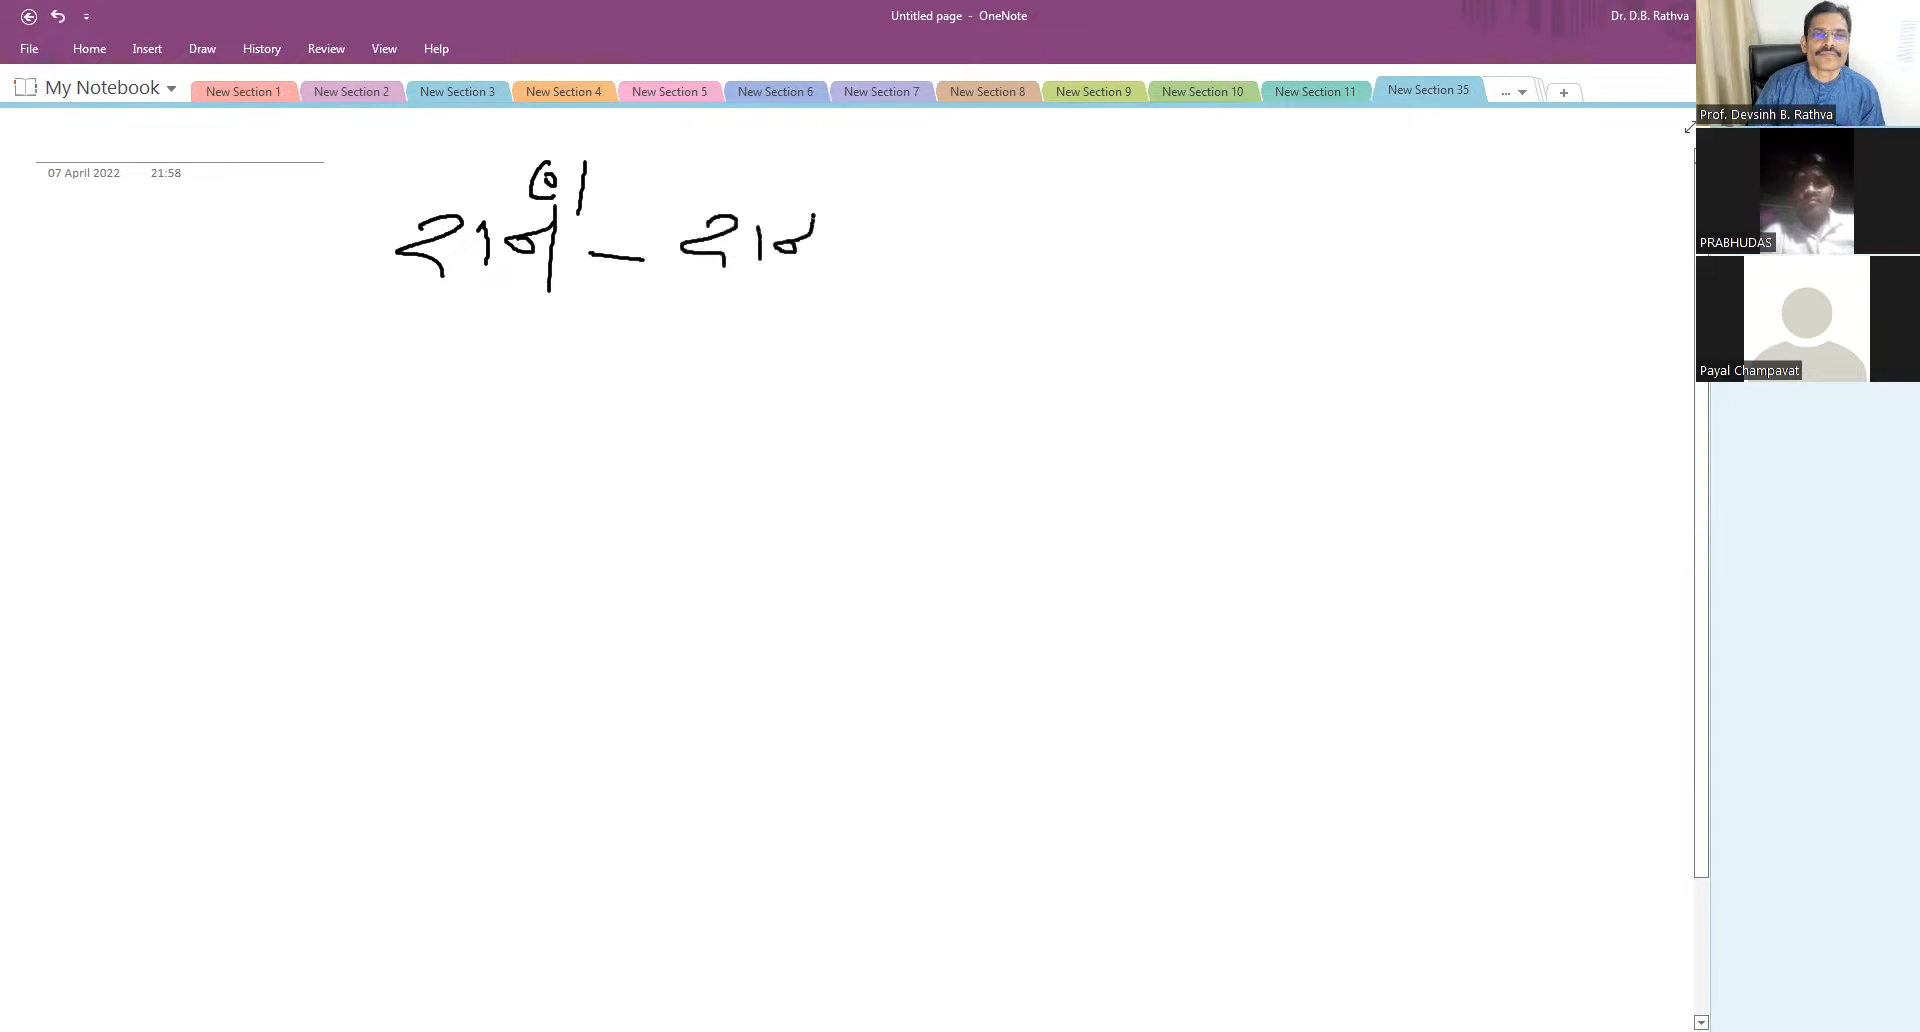 Untitled page - OneNote
Dr. D.B. Rathva
File Home Insert Draw History Review View Help
My Notebook
New Section 1 New Section 2 New Section 3 New Section 4 New Section 5 New Section 6 New Section 7 New Section 8 New Section 9 New Section 10 New Section 11 New Section 35 ...
Prof. Devsinh B. Rathva
07 April 2022 21:58
PRABHUDAS
Payal Champavat